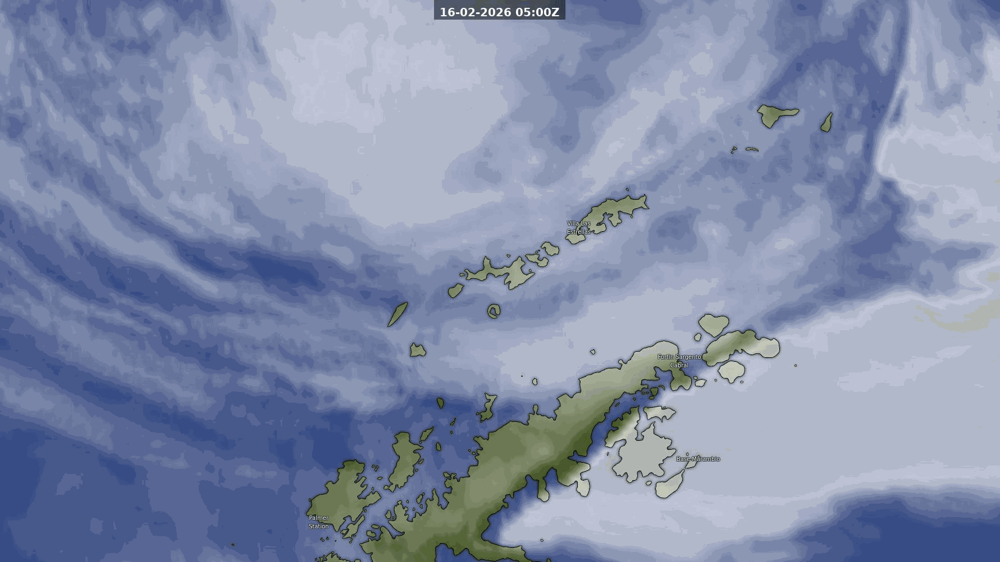 16-02-2026 05:00Z
Villa Las
Estrellas
Fortín Sargento
Cabral
Base Marambio
Palmer
Station